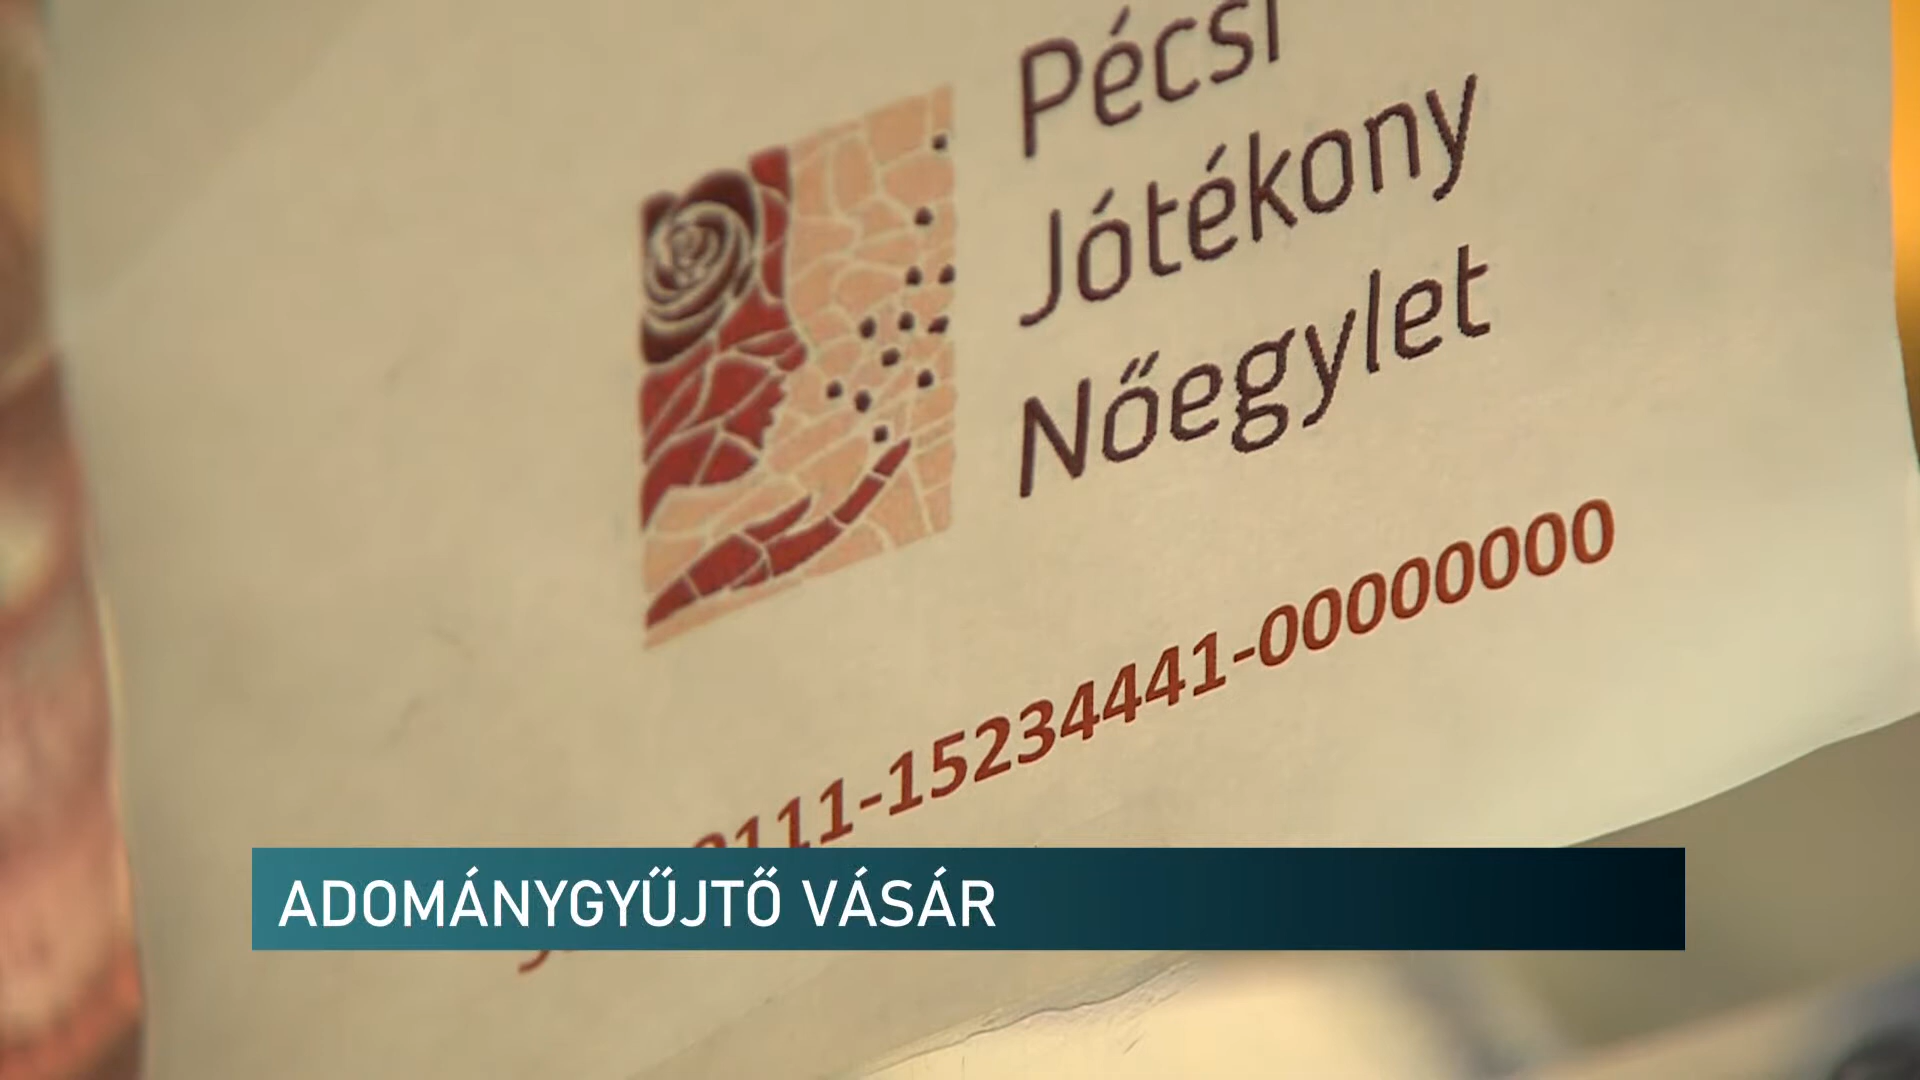 Pécsi
Jótékony
Nőegylet
111-15234441-00000000
ADOMÁNYGYŰJTŐ VÁSÁR